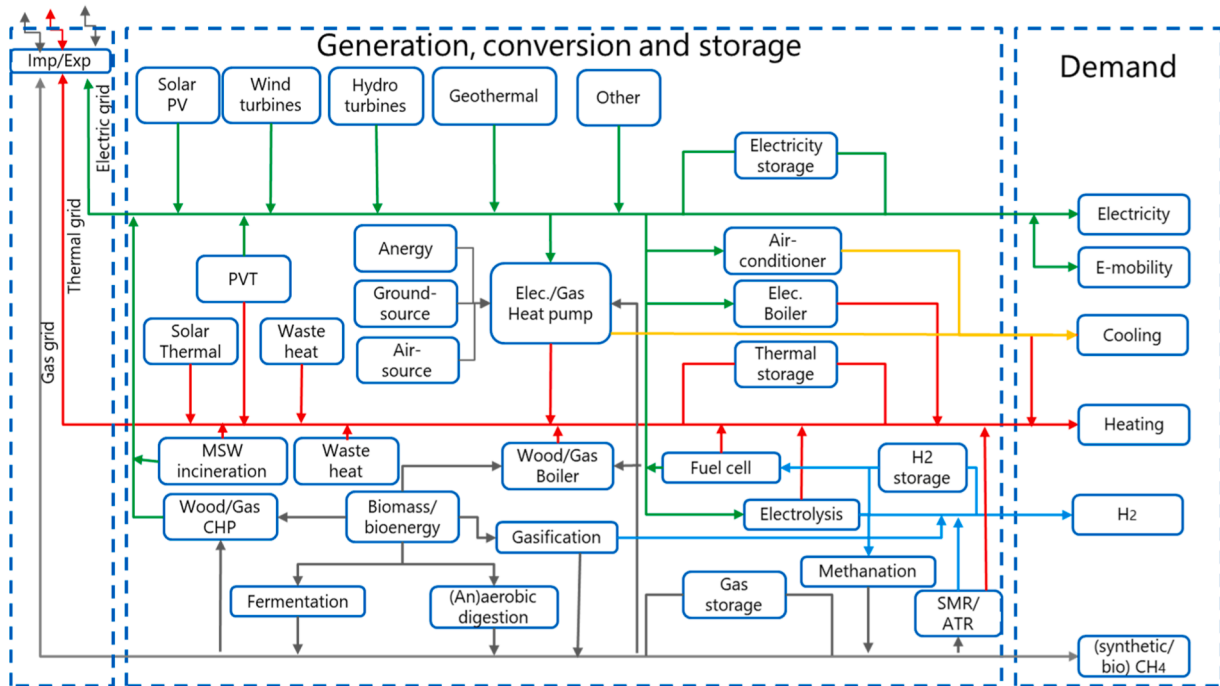 Generation, conversion and storage
Demand
Imp/Exp
Electric grid
Thermal grid
Gas grid
Solar
PV
Wind
turbines
Hydro
turbines
Geothermal
Other
Electricity
storage
Electricity
E-mobility
Cooling
Heating
H2
(synthetic/
bio) CH4
PVT
Anergy
Ground-
source
Air-
source
Elec./Gas
Heat pump
Air-
conditioner
Elec.
Boiler
Thermal
storage
Solar
Thermal
Waste
heat
MSW
incineration
Waste
heat
Wood/Gas
Boiler
Fuel cell
H2
storage
Wood/Gas
CHP
Biomass/
bioenergy
Gasification
Electrolysis
Fermentation
(An)aerobic
digestion
Gas
storage
Methanation
SMR/
ATR